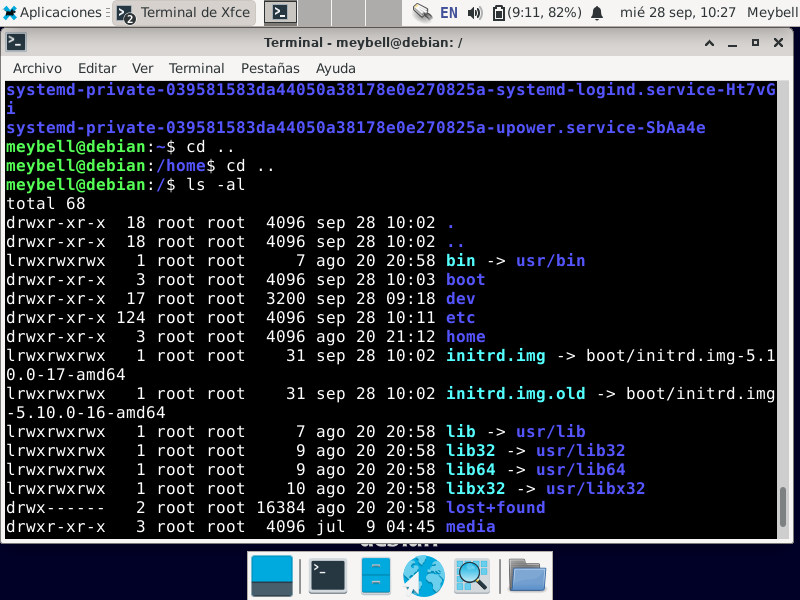 Aplicaciones
2
Terminal de Xfce
EN
(9:11, 82%)
mié 28 sep, 10:27
Meybell
Terminal - meybell@debian: /
Archivo Editar Ver Terminal Pestañas Ayuda
systemd-private-039581583da44050a38178e0e270825a-systemd-logind.service-Ht7vG
i
systemd-private-039581583da44050a38178e0e270825a-upower.service-SbAa4e
meybell@debian:~$ cd ..
meybell@debian:/home$ cd ..
meybell@debian:/$ ls -al
total 68
drwxr-xr-x  18 root root  4096 sep 28 10:02 .
drwxr-xr-x  18 root root  4096 sep 28 10:02 ..
lrwxrwxrwx   1 root root     7 ago 20 20:58 bin -> usr/bin
drwxr-xr-x   3 root root  4096 sep 28 10:03 boot
drwxr-xr-x  17 root root  3200 sep 28 09:18 dev
drwxr-xr-x 124 root root  4096 sep 28 10:11 etc
drwxr-xr-x   3 root root  4096 ago 20 21:12 home
lrwxrwxrwx   1 root root    31 sep 28 10:02 initrd.img -> boot/initrd.img-5.1
0.0-17-amd64
lrwxrwxrwx   1 root root    31 sep 28 10:02 initrd.img.old -> boot/initrd.img
-5.10.0-16-amd64
lrwxrwxrwx   1 root root     7 ago 20 20:58 lib -> usr/lib
lrwxrwxrwx   1 root root     9 ago 20 20:58 lib32 -> usr/lib32
lrwxrwxrwx   1 root root     9 ago 20 20:58 lib64 -> usr/lib64
lrwxrwxrwx   1 root root    10 ago 20 20:58 libx32 -> usr/libx32
drwx------   2 root root 16384 ago 20 20:58 lost+found
drwxr-xr-x   3 root root  4096 jul  9 04:45 media